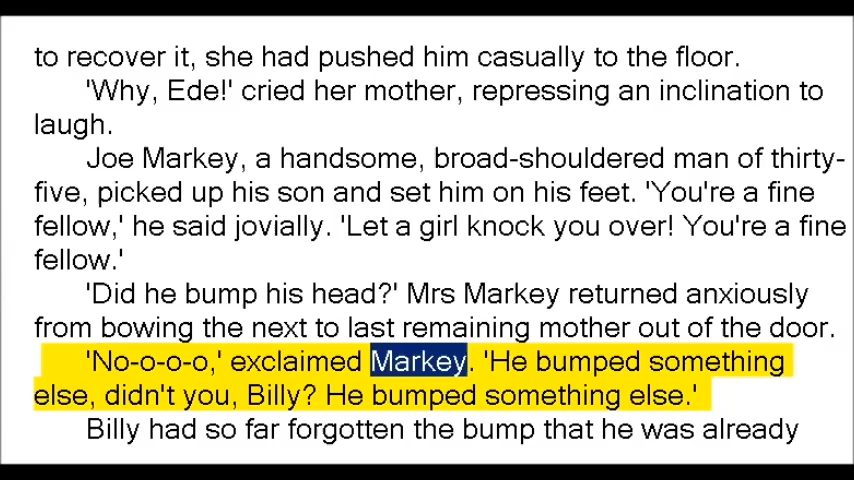 to recover it, she had pushed him casually to the floor.
'Why, Ede!' cried her mother, repressing an inclination to
laugh.
Joe Markey, a handsome, broad-shouldered man of thirty-
five, picked up his son and set him on his feet. 'You're a fine
fellow,' he said jovially. 'Let a girl knock you over! You're a fine
fellow.'
'Did he bump his head?' Mrs Markey returned anxiously
from bowing the next to last remaining mother out of the door.
'No-o-o-o,' exclaimed Markey. 'He bumped something
else, didn't you, Billy? He bumped something else.'
Billy had so far forgotten the bump that he was already